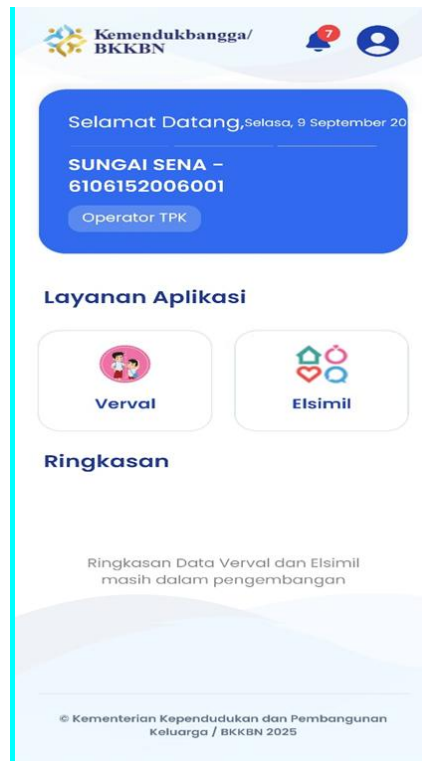 Kemendukbangga/
BKKBN
7
Selamat Datang, Selasa, 9 September 20
SUNGAI SENA –
6106152006001
Operator TPK
Layanan Aplikasi
Verval
Elsimil
Ringkasan
Ringkasan Data Verval dan Elsimil
masih dalam pengembangan
© Kementerian Kependudukan dan Pembangunan
Keluarga / BKKBN 2025